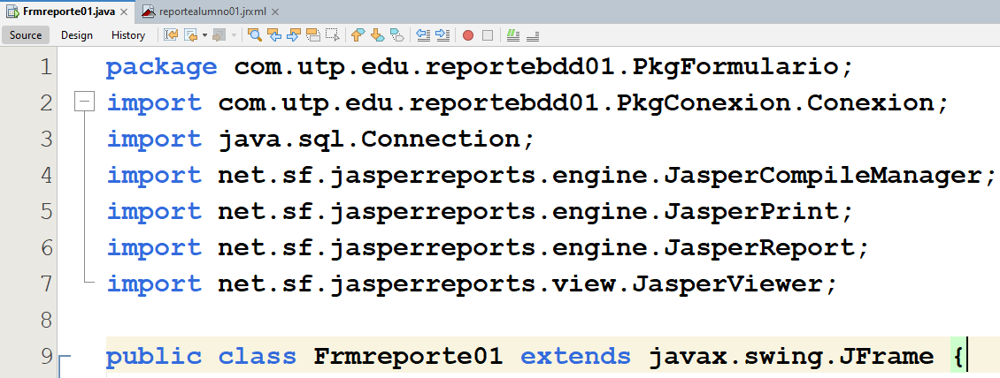 Frmreporte01.java
reportealumno01.jrxml
Source Design History
1 package com.utp.edu.reportebdd01.PkgFormulario;
2 import com.utp.edu.reportebdd01.PkgConexion.Conexion;
3 import java.sql.Connection;
4 import net.sf.jasperreports.engine.JasperCompileManager;
5 import net.sf.jasperreports.engine.JasperPrint;
6 import net.sf.jasperreports.engine.JasperReport;
7 import net.sf.jasperreports.view.JasperViewer;
8
9 public class Frmreporte01 extends javax.swing.JFrame {